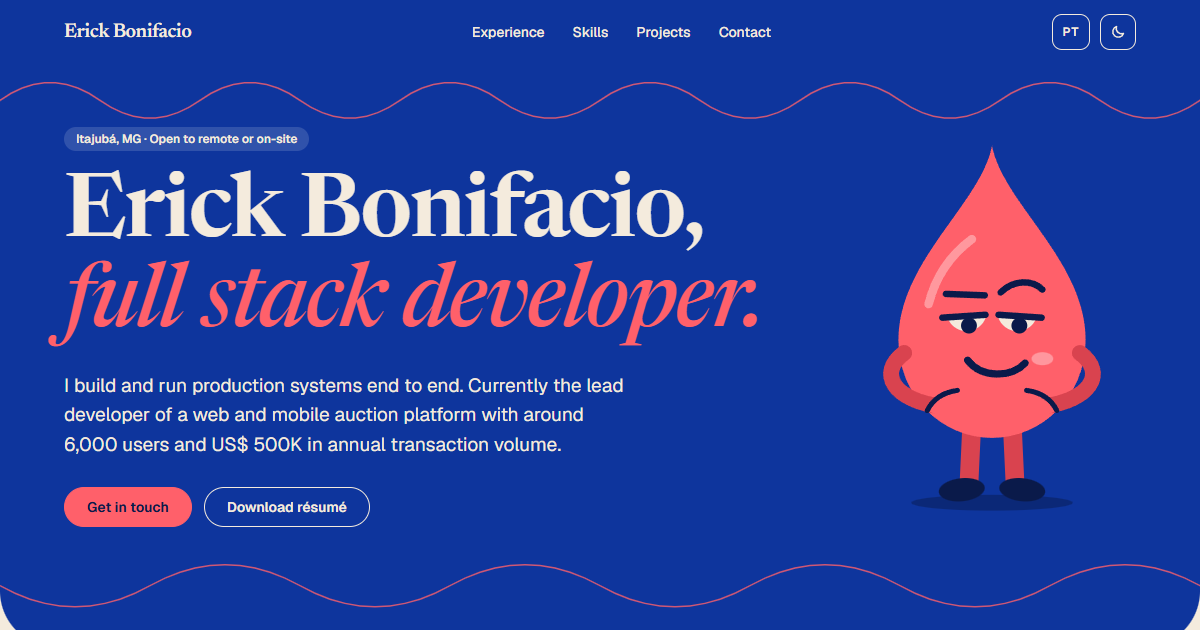 Erick Bonifacio
Experience
Skills
Projects
Contact
PT
Itajubá, MG · Open to remote or on-site
Erick Bonifacio,
full stack developer.
I build and run production systems end to end. Currently the lead
developer of a web and mobile auction platform with around
6,000 users and US$ 500K in annual transaction volume.
Get in touch
Download résumé